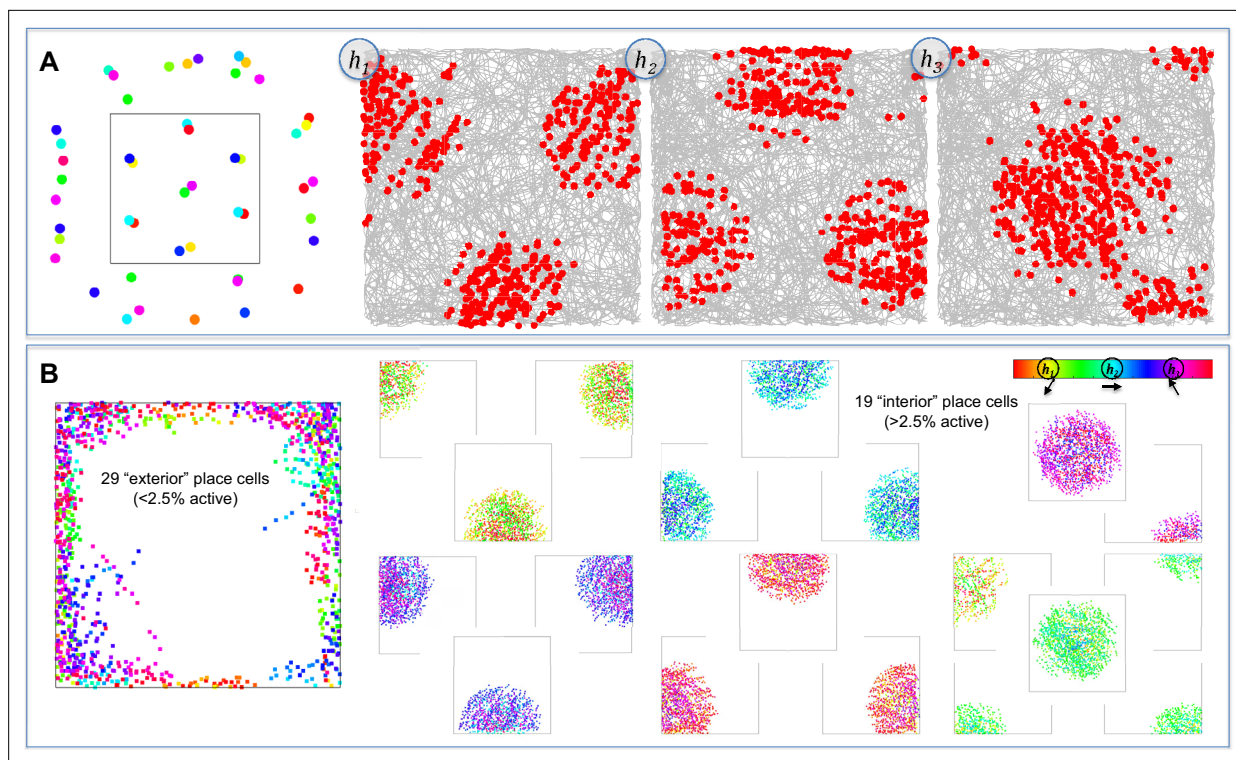 A
h1
h2
h3
B
29 “exterior” place cells
(<2.5% active)
19 “interior” place cells
(>2.5% active)
h1
h2